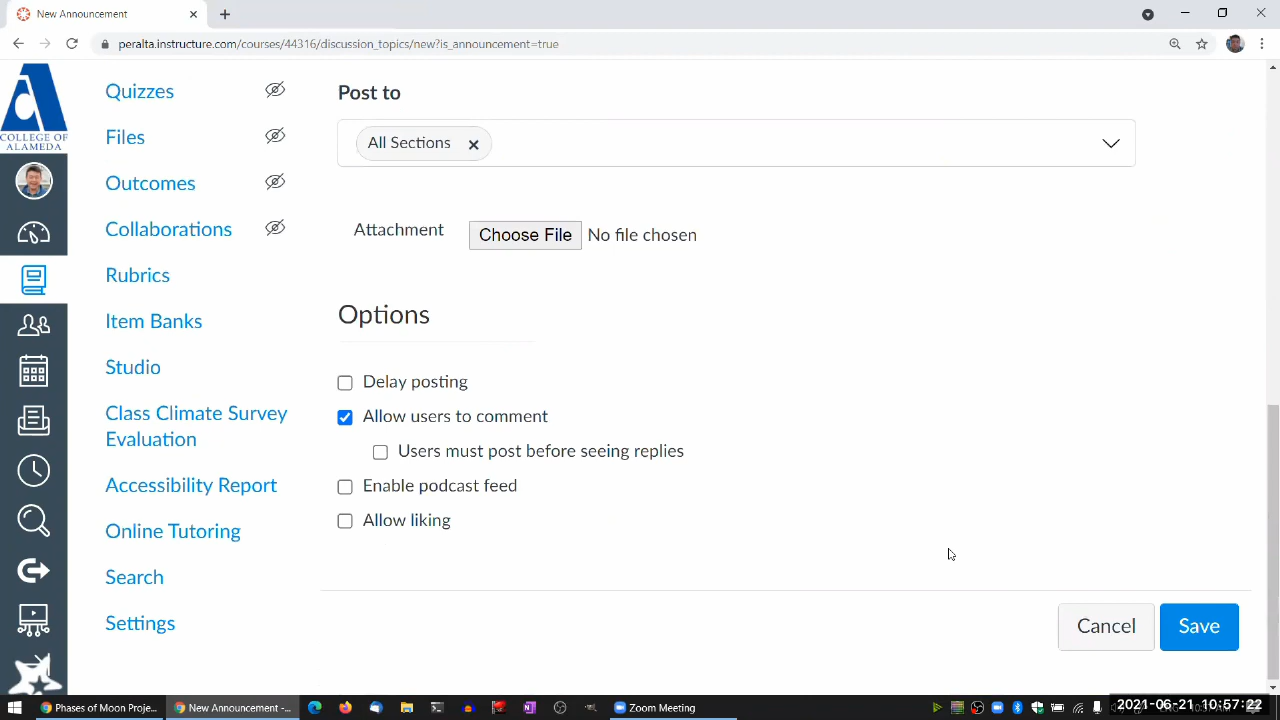 New Announcement
peralta.instructure.com/courses/44316/discussion_topics/new?is_announcement=true
COLLEGE OF
ALAMEDA
Quizzes
Files
Outcomes
Collaborations
Rubrics
Item Banks
Studio
Class Climate Survey
Evaluation
Accessibility Report
Online Tutoring
Search
Settings
Post to
All Sections
Attachment
Choose File
No file chosen
Options
Delay posting
Allow users to comment
Users must post before seeing replies
Enable podcast feed
Allow liking
Cancel
Save
Phases of Moon Proje...
New Announcement -...
Zoom Meeting
2021-06-21 10:57:22